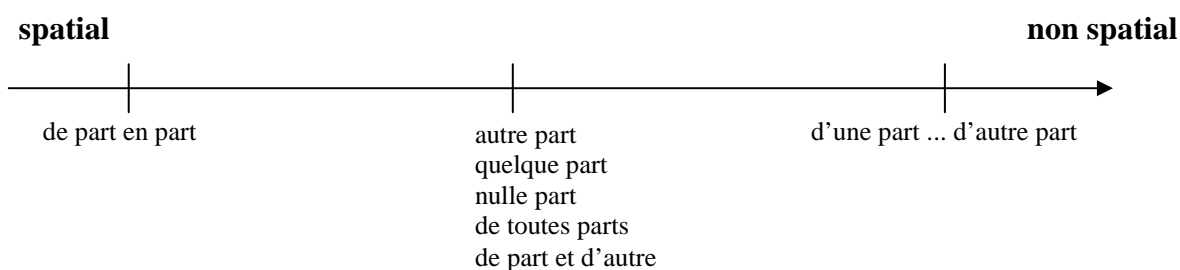 spatial non spatial
de part en part autre part d’une part ... d’autre part
quelque part
nulle part
de toutes parts
de part et d’autre